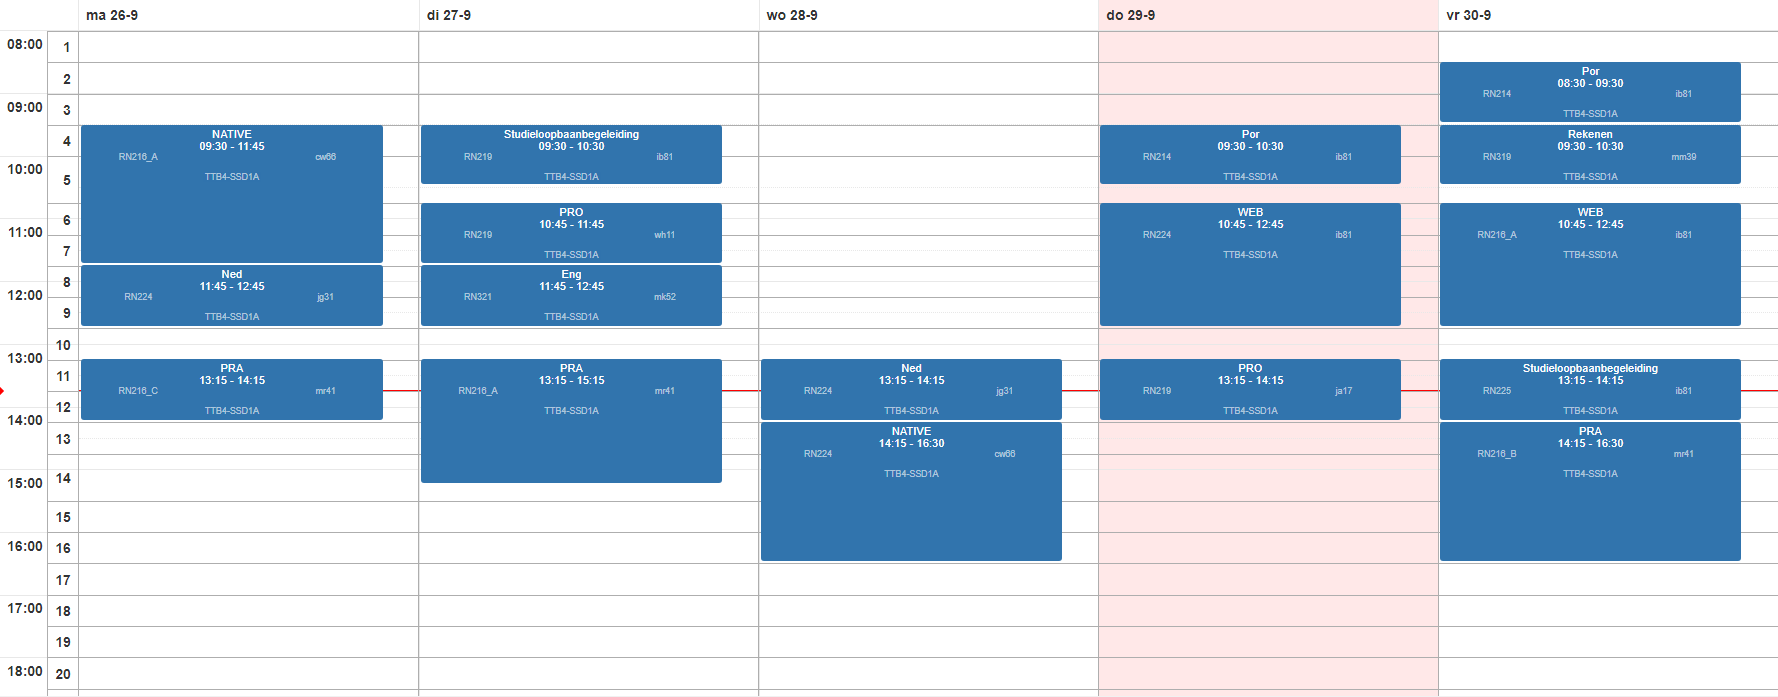 ma 26-9
di 27-9
wo 28-9
do 29-9
vr 30-9
08:00
09:00
10:00
11:00
12:00
13:00
14:00
15:00
16:00
17:00
18:00
1
2
3
4
5
6
7
8
9
10
11
12
13
14
15
16
17
18
19
20
NATIVE
09:30 - 11:45
RN216_A cw66
TTB4-SSD1A
Ned
11:45 - 12:45
RN224 jg31
TTB4-SSD1A
PRA
13:15 - 14:15
RN216_C mr41
TTB4-SSD1A
Studieloopbaanbegeleiding
09:30 - 10:30
RN219 ib81
TTB4-SSD1A
PRO
10:45 - 11:45
RN219 wh11
TTB4-SSD1A
Eng
11:45 - 12:45
RN321 mk52
TTB4-SSD1A
PRA
13:15 - 15:15
RN216_A mr41
TTB4-SSD1A
Ned
13:15 - 14:15
RN224 jg31
TTB4-SSD1A
NATIVE
14:15 - 16:30
RN224 cw66
TTB4-SSD1A
Por
09:30 - 10:30
RN214 ib81
TTB4-SSD1A
WEB
10:45 - 12:45
RN224 ib81
TTB4-SSD1A
PRO
13:15 - 14:15
RN219 ja17
TTB4-SSD1A
Por
08:30 - 09:30
RN214 ib81
TTB4-SSD1A
Rekenen
09:30 - 10:30
RN319 mm39
TTB4-SSD1A
WEB
10:45 - 12:45
RN216_A ib81
TTB4-SSD1A
Studieloopbaanbegeleiding
13:15 - 14:15
RN225 ib81
TTB4-SSD1A
PRA
14:15 - 16:30
RN216_B mr41
TTB4-SSD1A